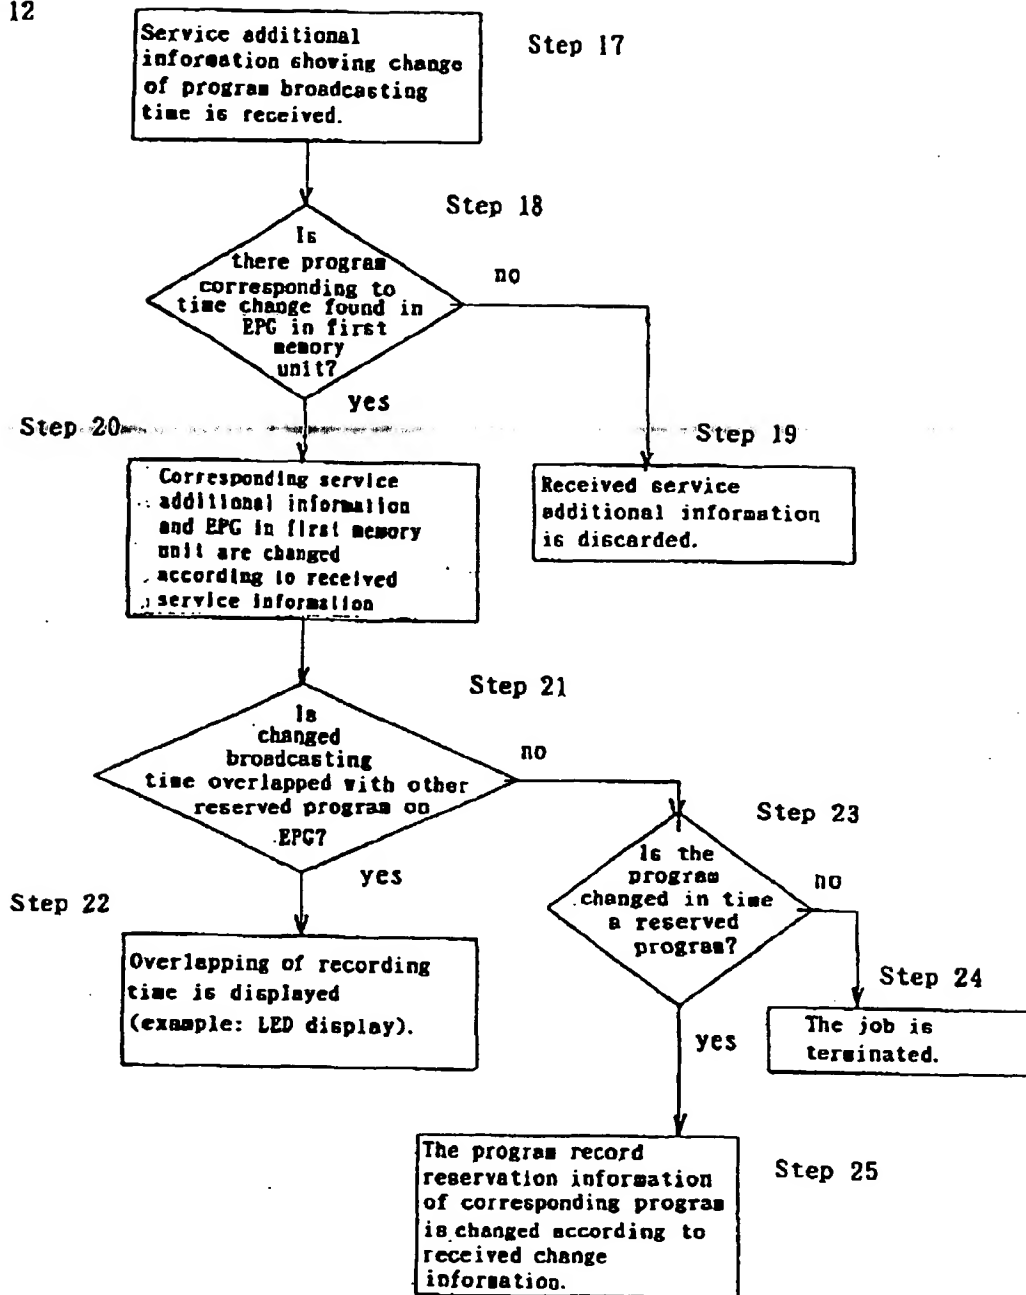 12
Service additional
information showing change
of program broadcasting
time is received.
Step 17
Step 18
Is
there program
corresponding to
time change found in
EPG in first
memory
unit?
no
yes
Step 20
Step 19
Corresponding service
additional information
and EPG in first memory
unit are changed
according to received
service information
Received service
additional information
is discarded.
Step 21
Is
changed
broadcasting
time overlapped with other
reserved program on
EPG?
no
yes
Step 22
Step 23
Is the
program
changed in time
a reserved
program?
no
Overlapping of recording
time is displayed
(example: LED display).
Step 24
The job is
terminated.
yes
The program record
reservation information
of corresponding program
is changed according to
received change
information.
Step 25